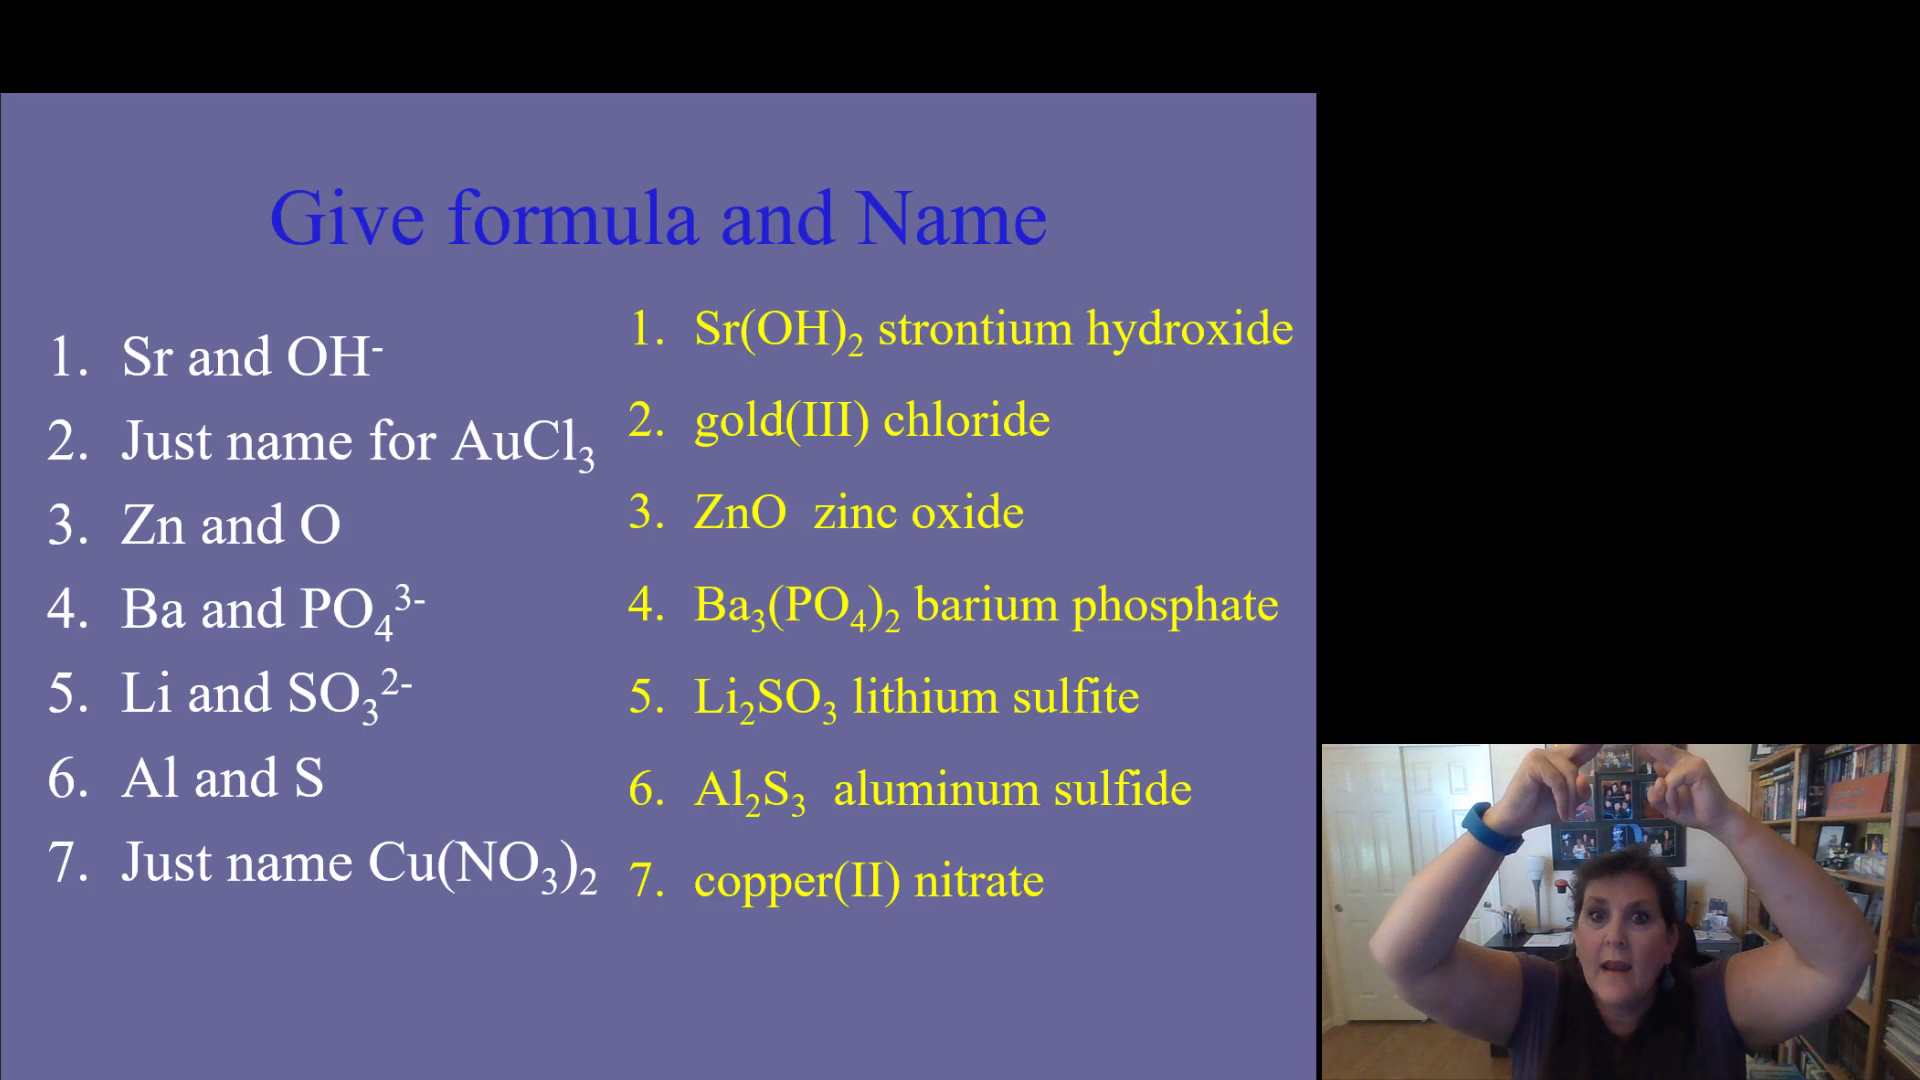 Give formula and Name
1. Sr and OH⁻
2. Just name for AuCl₃
3. Zn and O
4. Ba and PO₄³⁻
5. Li and SO₃²⁻
6. Al and S
7. Just name Cu(NO₃)₂
1. Sr(OH)₂ strontium hydroxide
2. gold(III) chloride
3. ZnO zinc oxide
4. Ba₃(PO₄)₂ barium phosphate
5. Li₂SO₃ lithium sulfite
6. Al₂S₃ aluminum sulfide
7. copper(II) nitrate